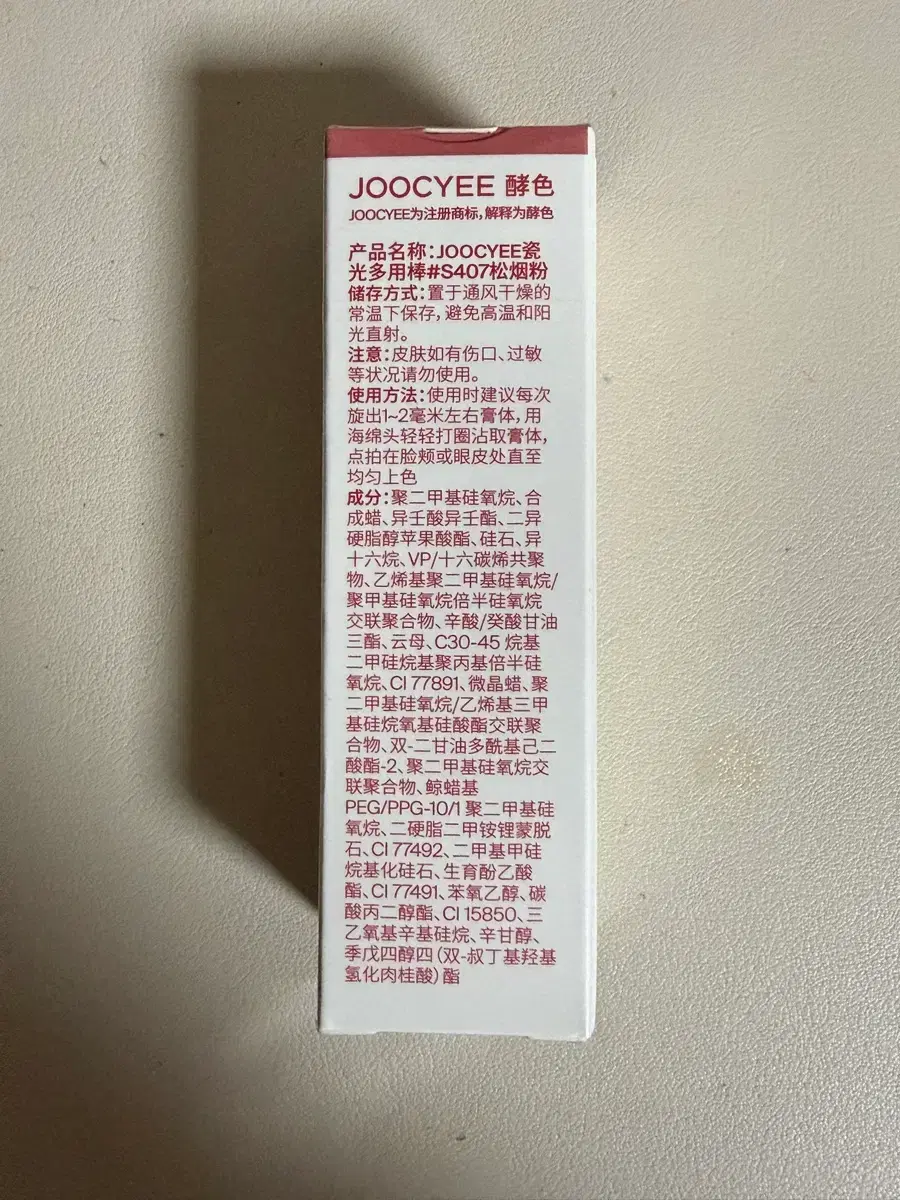 JOOCYEE 酵色
JOOCYEE为注册商标,解释为酵色
产品名称:JOOCYEE瓷
光多用棒#S407松烟粉
储存方式:置于通风干燥的
常温下保存,避免高温和阳
光直射。
注意:皮肤如有伤口、过敏
等状况请勿使用。
使用方法:使用时建议每次
旋出1~2毫米左右膏体,用
海绵头轻轻打圈沾取膏体,
点拍在脸颊或眼皮处直至
均匀上色
成分:聚二甲基硅氧烷、合
成蜡、异壬酸异壬酯、二异
硬脂醇苹果酸酯、硅石、异
十六烷、VP/十六碳烯共聚
物、乙烯基聚二甲基硅氧烷/
聚甲基硅氧烷倍半硅氧烷
交联聚合物、辛酸/癸酸甘油
三酯、云母、C30-45 烷基
二甲硅烷基聚丙基倍半硅
氧烷、CI 77891、微晶蜡、聚
二甲基硅氧烷/乙烯基三甲
基硅烷氧基硅酸酯交联聚
合物、双-二甘油多酰基己二
酸酯-2、聚二甲基硅氧烷交
联聚合物、鲸蜡基
PEG/PPG-10/1 聚二甲基硅
氧烷、二硬脂二甲铵锂蒙脱
石、CI 77492、二甲基甲硅
烷基化硅石、生育酚乙酸
酯、CI 77491、苯氧乙醇、碳
酸丙二醇酯、CI 15850、三
乙氧基辛基硅烷、辛甘醇、
季戊四醇四(双-叔丁基羟基
氢化肉桂酸)酯